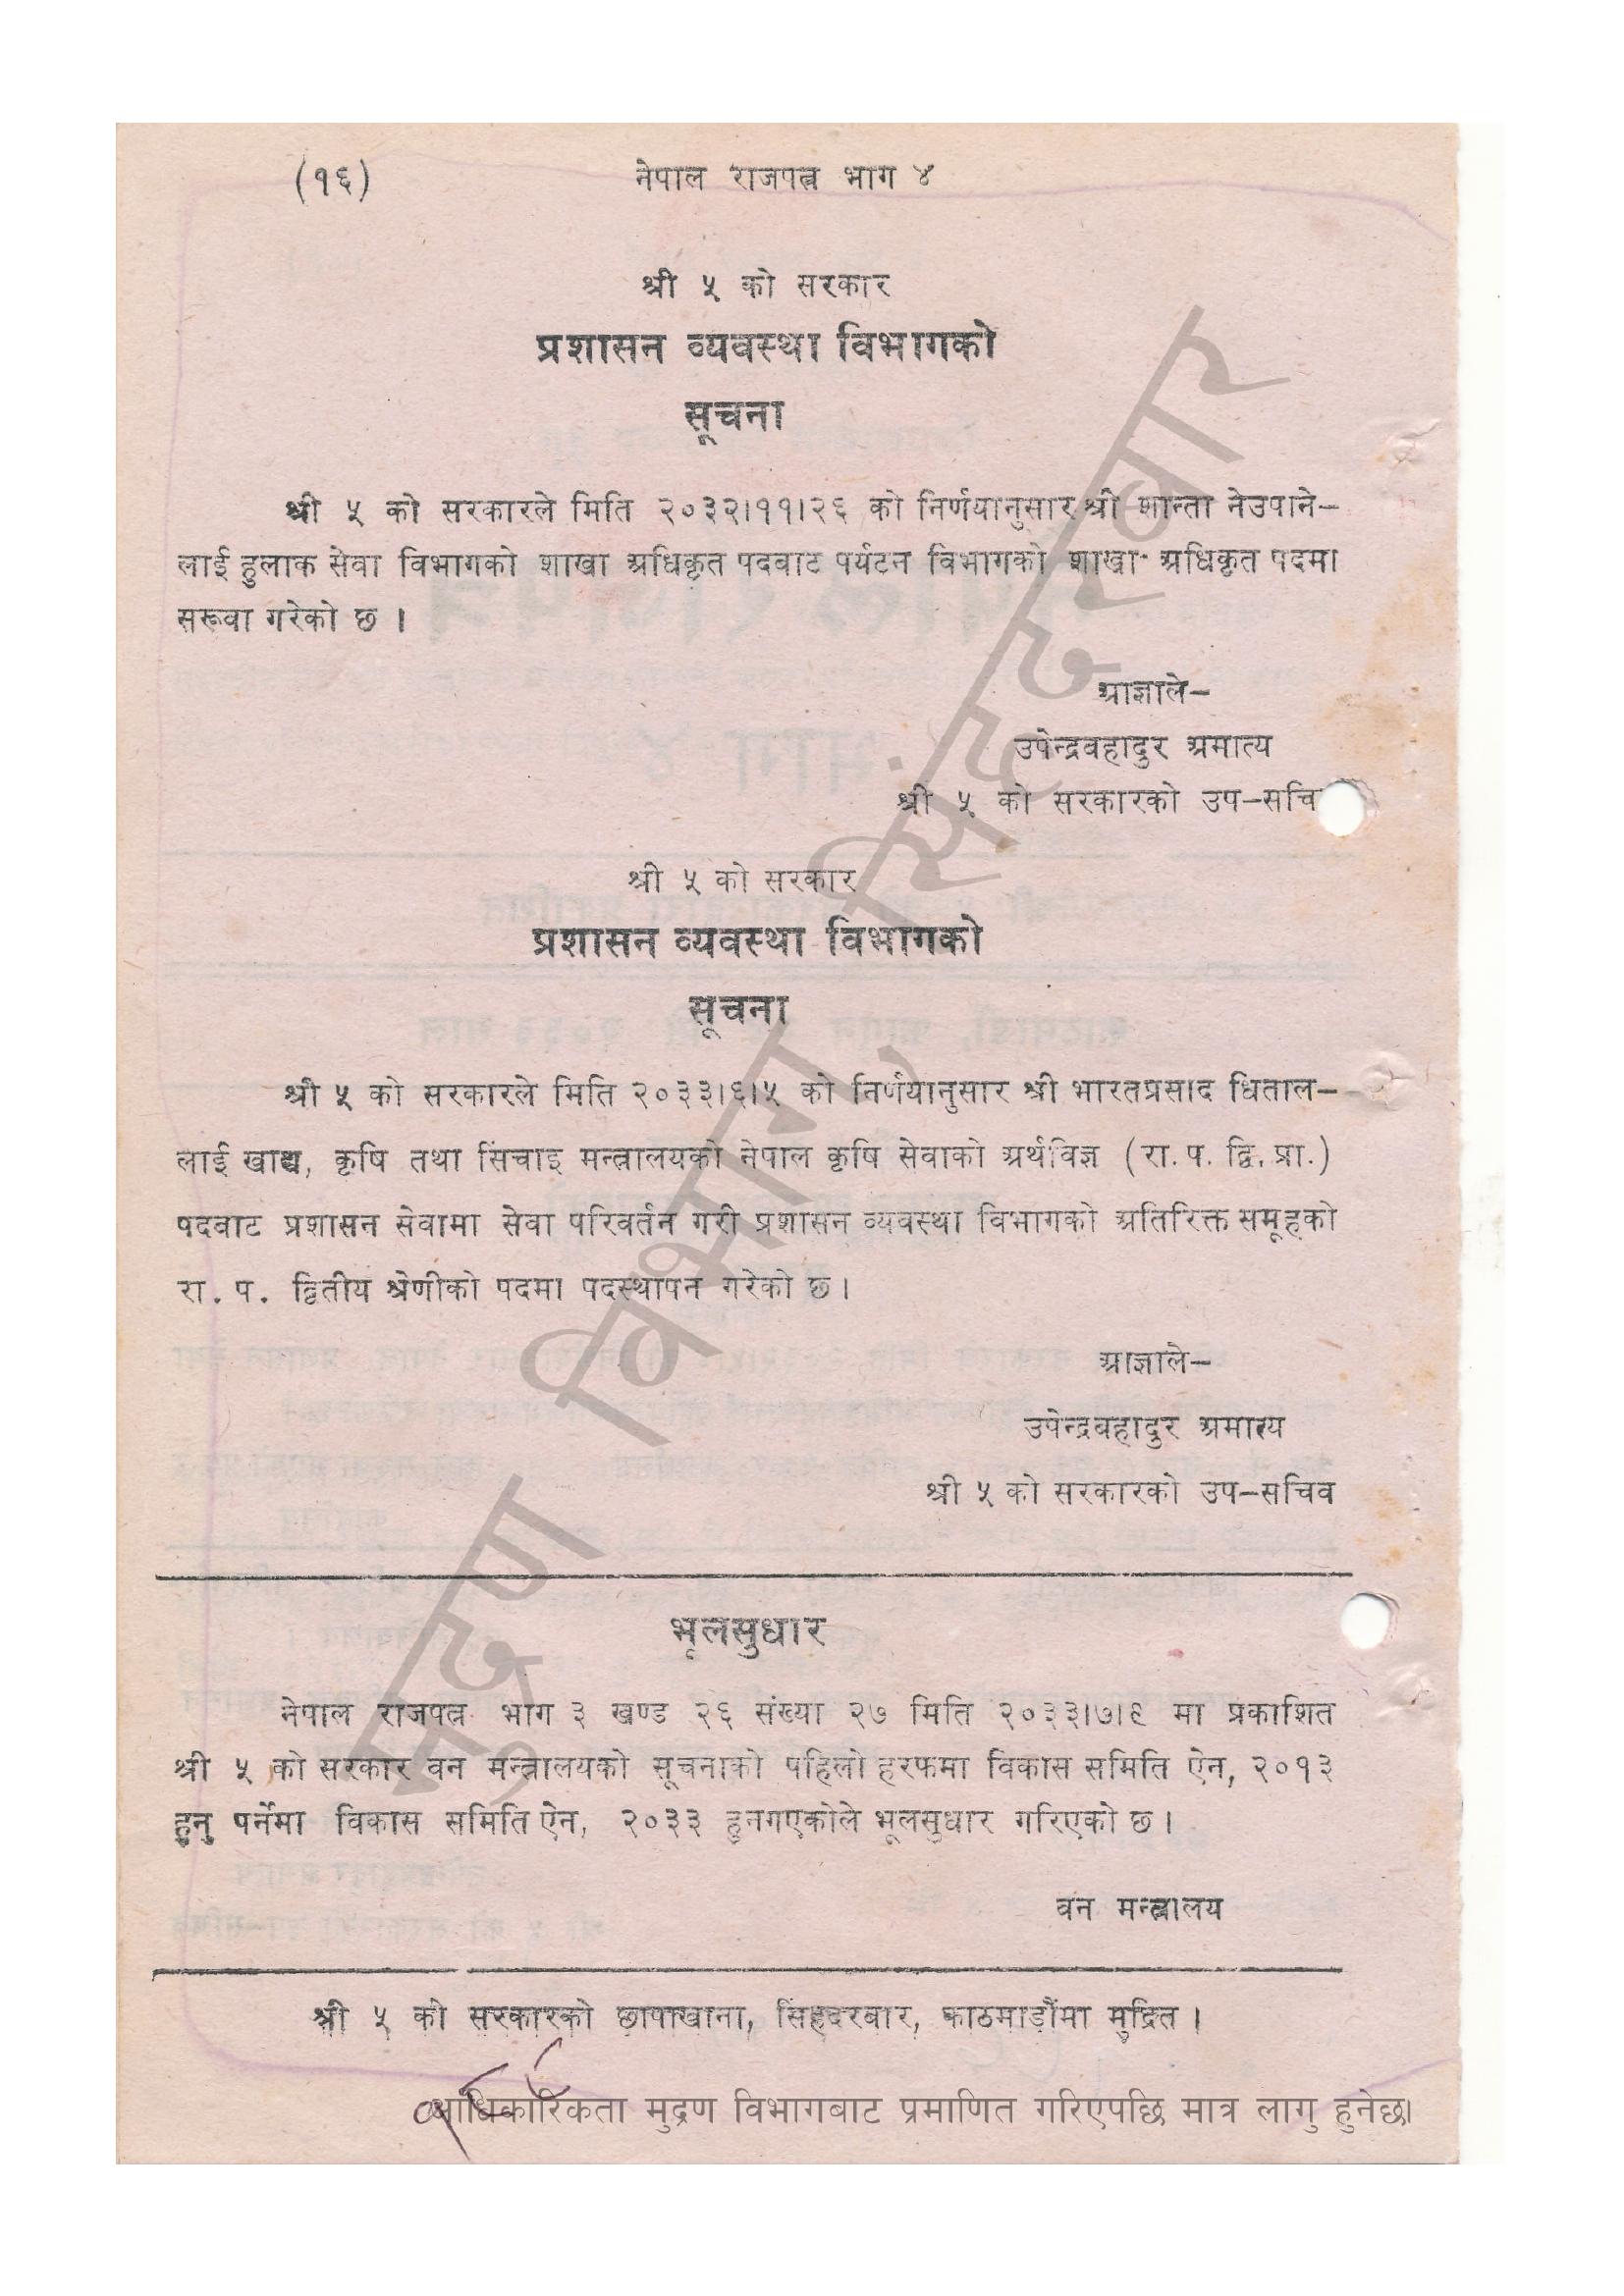 (१६) नेपाल राजपत्र भाग ४
श्री ५ को सरकार
प्रशासन व्यवस्था विभागको
सूचना
श्री ५ को सरकारले मिति २०३२।११।२६ को निर्णयानुसार श्री शान्ता नेउपाने–
लाई हुलाक सेवा विभागको शाखा अधिकृत पदबाट पर्यटन विभागको शाखा अधिकृत पदमा
सरूवा गरेको छ ।
आज्ञाले–
उपेन्द्रबहादुर अमात्य
श्री ५ को सरकारको उप–सचि
श्री ५ को सरकार
प्रशासन व्यवस्था विभागको
सूचना
श्री ५ को सरकारले मिति २०३३।६।५ को निर्णयानुसार श्री भारतप्रसाद धिताल–
लाई खाद्य, कृषि तथा सिंचाइ मन्त्रालयको नेपाल कृषि सेवाको अर्थविज्ञ (रा. प. द्वि. प्रा.)
पदबाट प्रशासन सेवामा सेवा परिवर्तन गरी प्रशासन व्यवस्था विभागको अतिरिक्त समूहको
रा . प . द्वितीय श्रेणीको पदमा पदस्थापन गरेको छ ।
आज्ञाले–
उपेन्द्रबहादुर अमात्य
श्री ५ को सरकारको उप–सचिव
भूलसुधार
नेपाल राजपत्र भाग ३ खण्ड २६ संख्या २७ मिति २०३३।७।९ मा प्रकाशित
श्री ५ को सरकार वन मन्त्रालयको सूचनाको पहिलो हरफमा विकास समिति ऐन, २०१३
हुनु पर्नेमा विकास समिति ऐन, २०३३ हुनगएकोले भूलसुधार गरिएको छ ।
वन मन्त्रालय
श्री ५ को सरकारको छापाखाना, सिंहदरबार, काठमाडौंमा मुद्रित ।
आधिकारिकता मुद्रण विभागबाट प्रमाणित गरिएपछि मात्र लागु हुनेछ।
मुद्रण विभाग, सिंहदरबार